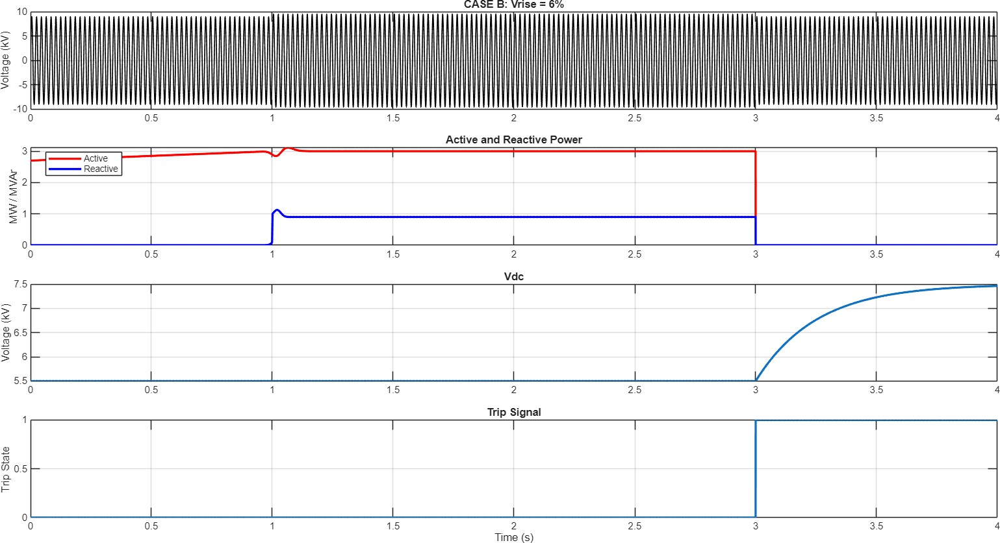 CASE B: Vrise = 6%
Voltage (kV)
10
5
0
-5
-10
0 0.5 1 1.5 2 2.5 3 3.5 4
Active and Reactive Power
MW / MVAr
3
2
1
0
Active
Reactive
0 0.5 1 1.5 2 2.5 3 3.5 4
Vdc
Voltage (kV)
7.5
7
6.5
6
5.5
0 0.5 1 1.5 2 2.5 3 3.5 4
Trip Signal
Trip State
1
0.5
0
0 0.5 1 1.5 2 2.5 3 3.5 4
Time (s)